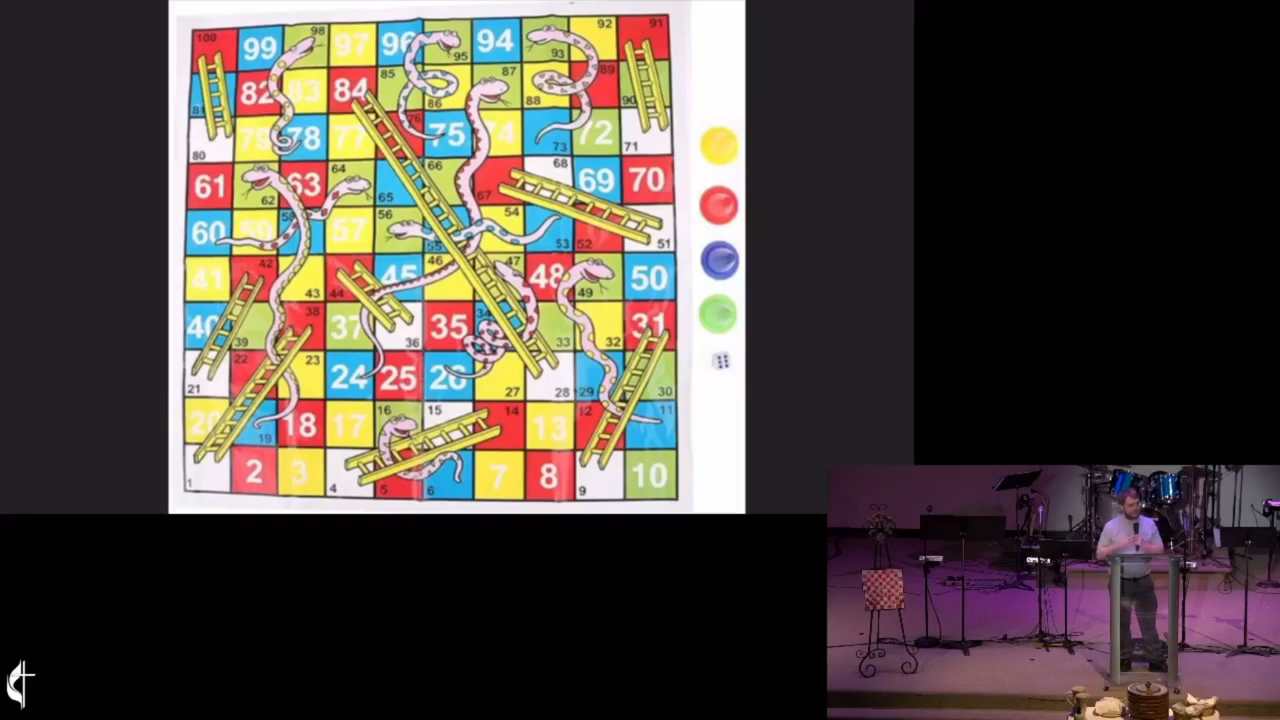 100 99 98 97 96 95 94 93 92 91
81 82 83 84 85 86 87 88 89 90
80 79 78 77 76 75 74 73 72 71
61 62 63 64 65 66 67 68 69 70
60 59 58 57 56 55 54 53 52 51
41 42 43 44 45 46 47 48 49 50
40 39 38 37 36 35 34 33 32 31
21 22 23 24 25 26 27 28 29 30
20 19 18 17 16 15 14 13 12 11
1 2 3 4 5 6 7 8 9 10